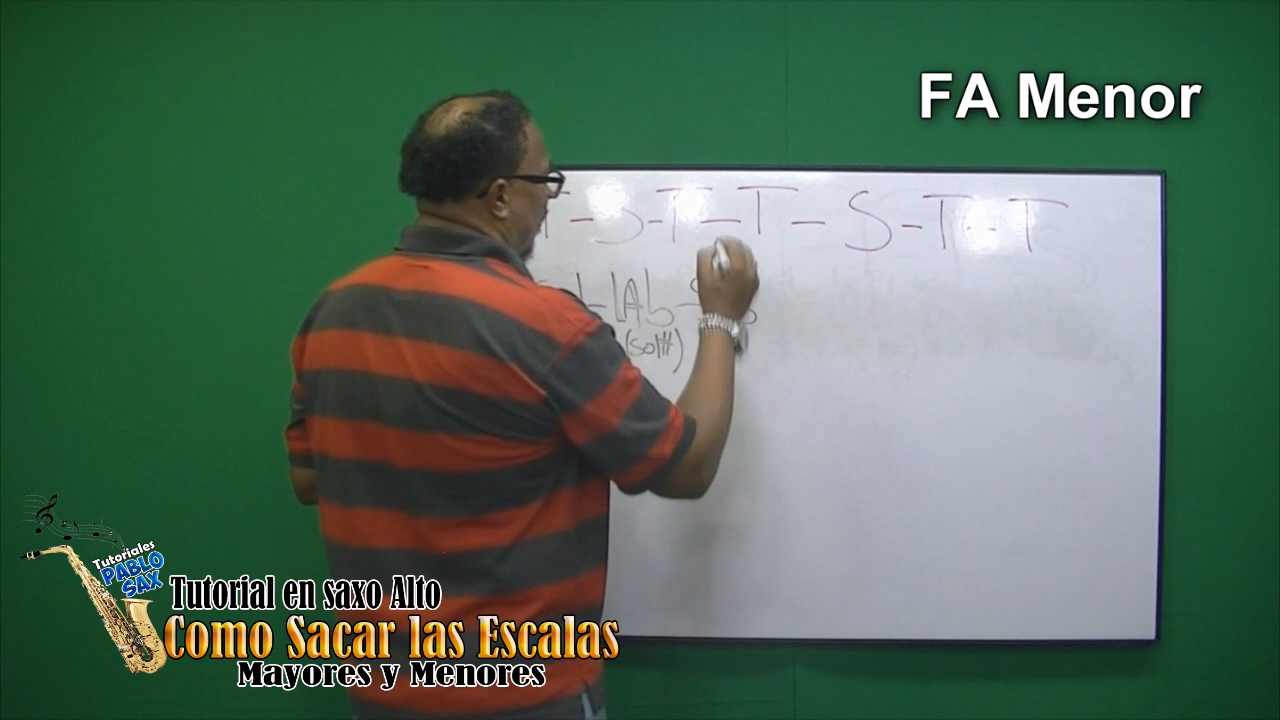 FA Menor
T - S - T - T - S - T - T
LAb -
(sol#)
Tutoriales
PABLO
SAX
Tutorial en saxo Alto
Como Sacar las Escalas
Mayores y Menores